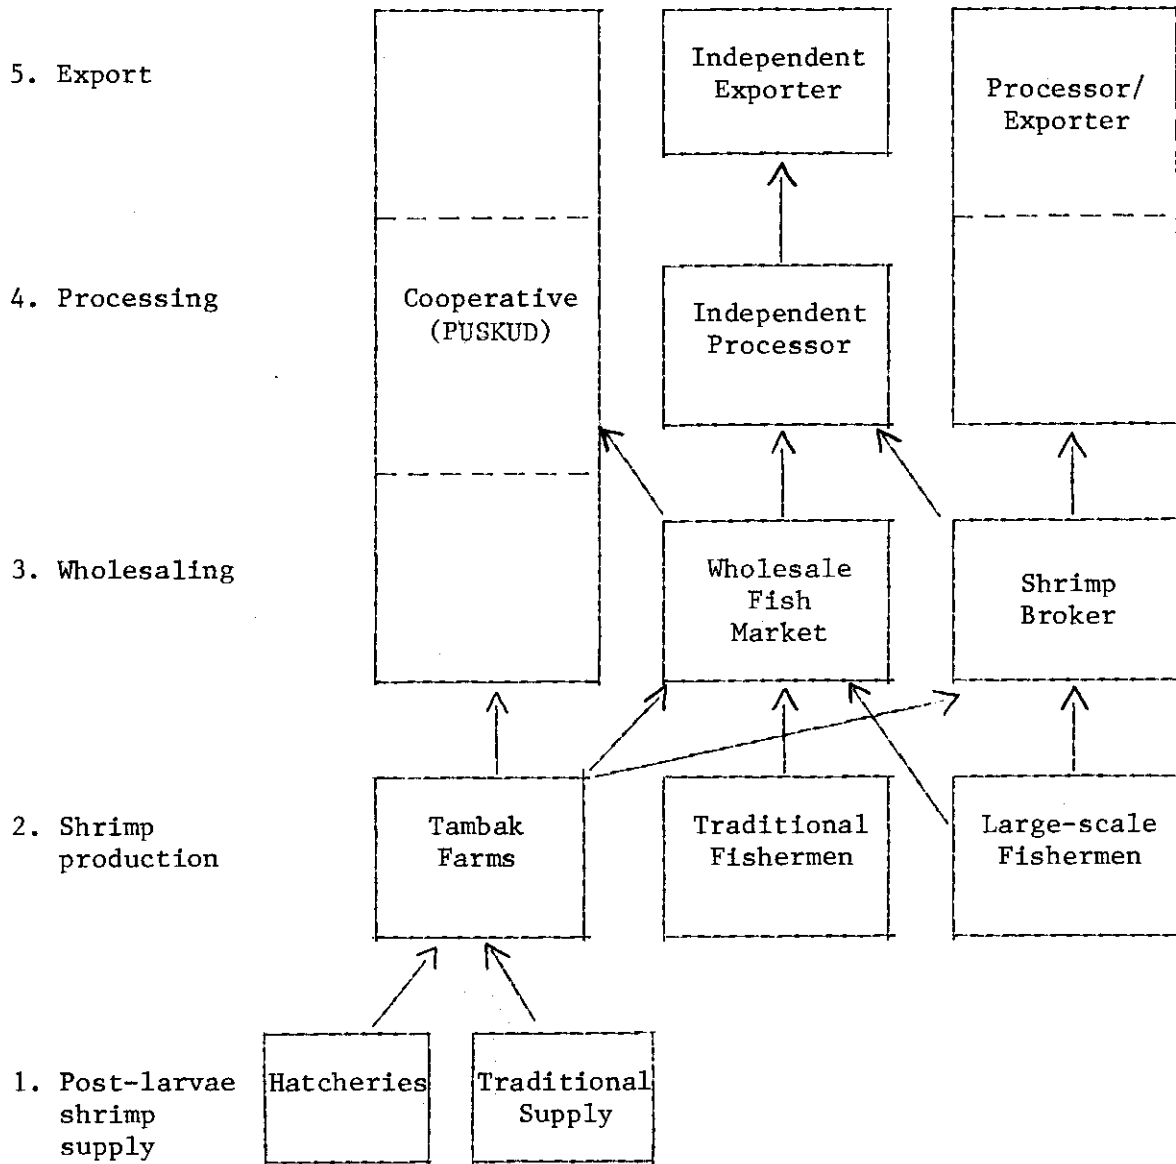 5. Export
Independent
Exporter
Processor/
Exporter
4. Processing
Cooperative
(PUSKUD)
Independent
Processor
3. Wholesaling
Wholesale
Fish
Market
Shrimp
Broker
2. Shrimp
production
Tambak
Farms
Traditional
Fishermen
Large-scale
Fishermen
1. Post-larvae
shrimp
supply
Hatcheries
Traditional
Supply